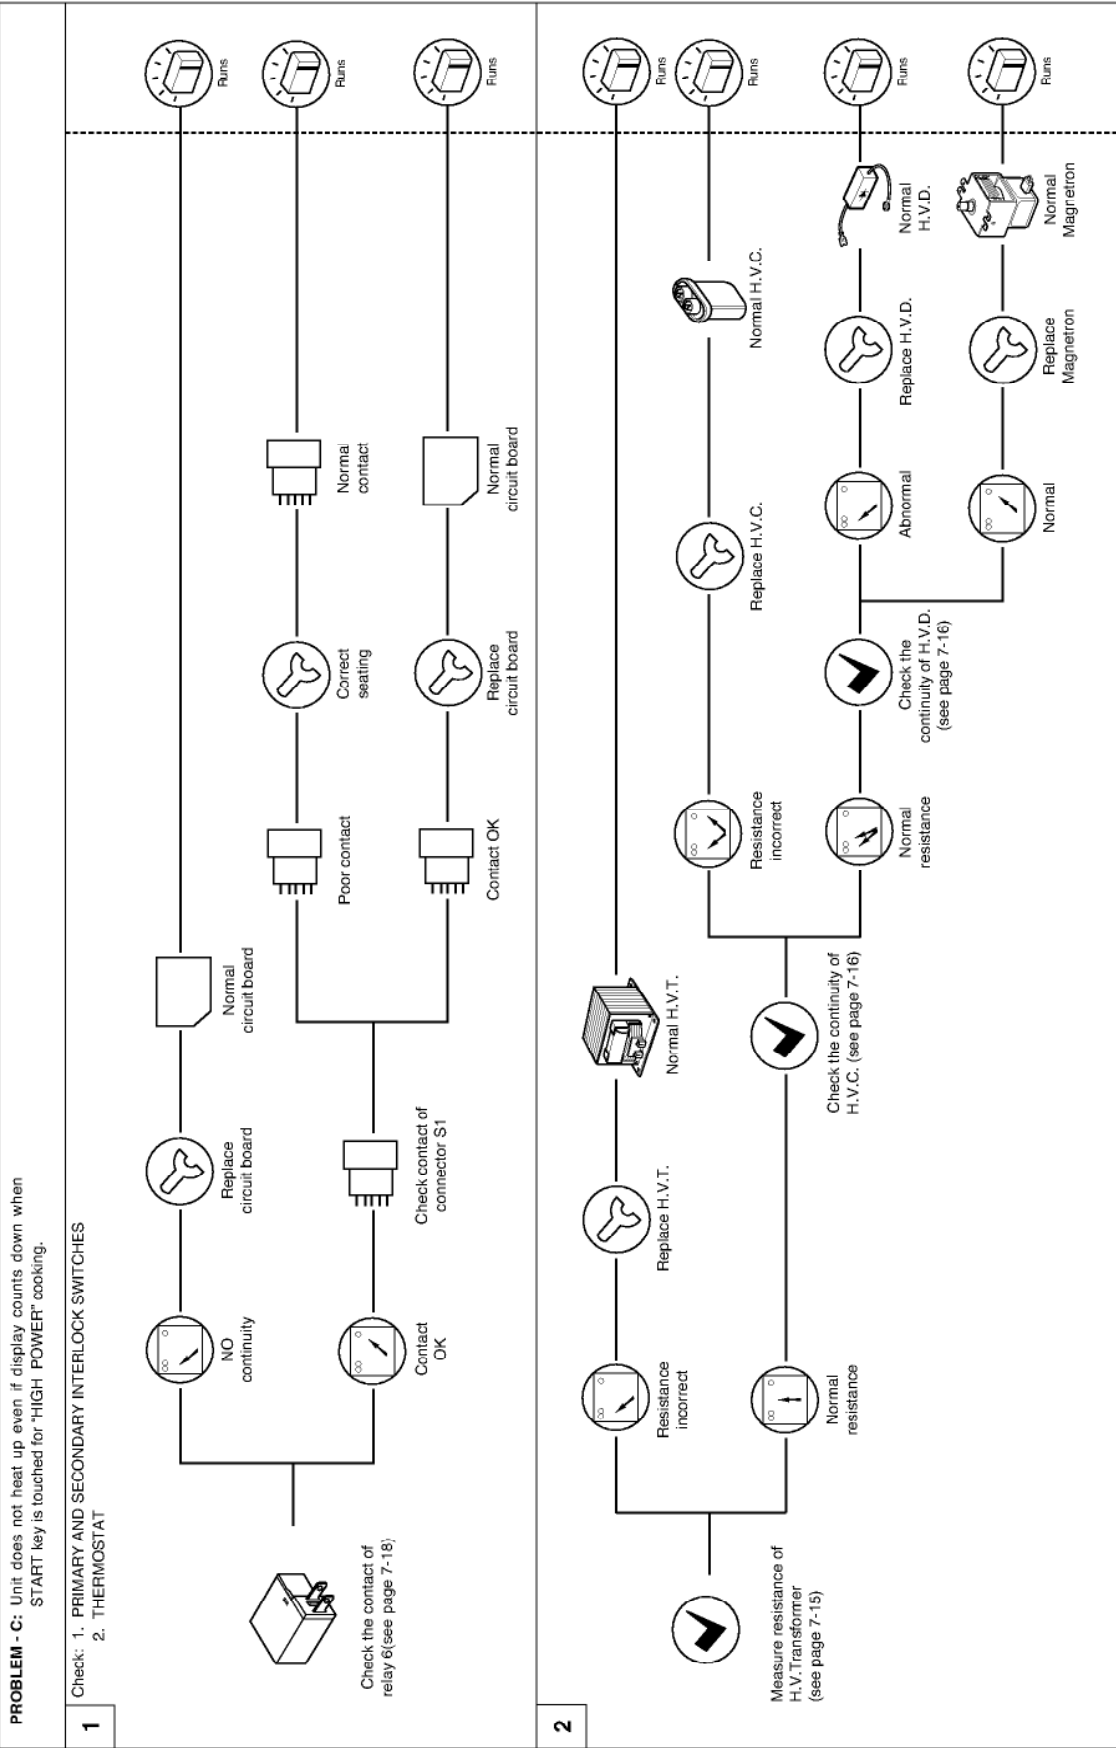 PROBLEM - C: Unit does not heat up even if display counts down when
START key is touched for "HIGH POWER" cooking.
1
Check: 1. PRIMARY AND SECONDARY INTERLOCK SWITCHES
2. THERMOSTAT
Check the contact of
relay 6(see page 7-18)
NO
continuity
Replace
circuit board
Normal
circuit board
Runs
Contact
OK
Check contact of
connector S1
Poor contact
Correct
seating
Normal
contact
Runs
Contact OK
Replace
circuit board
Normal
circuit board
Runs
2
Measure resistance of
H.V.Transformer
(see page 7-15)
Resistance
incorrect
Replace H.V.T.
Normal H.V.T.
Runs
Normal
resistance
Check the continuity of
H.V.C. (see page 7-16)
Resistance
incorrect
Replace H.V.C.
Normal H.V.C.
Runs
Normal
resistance
Check the
continuity of H.V.D.
(see page 7-16)
Abnormal
Replace H.V.D.
Normal
H.V.D.
Runs
Normal
Replace
Magnetron
Normal
Magnetron
Runs